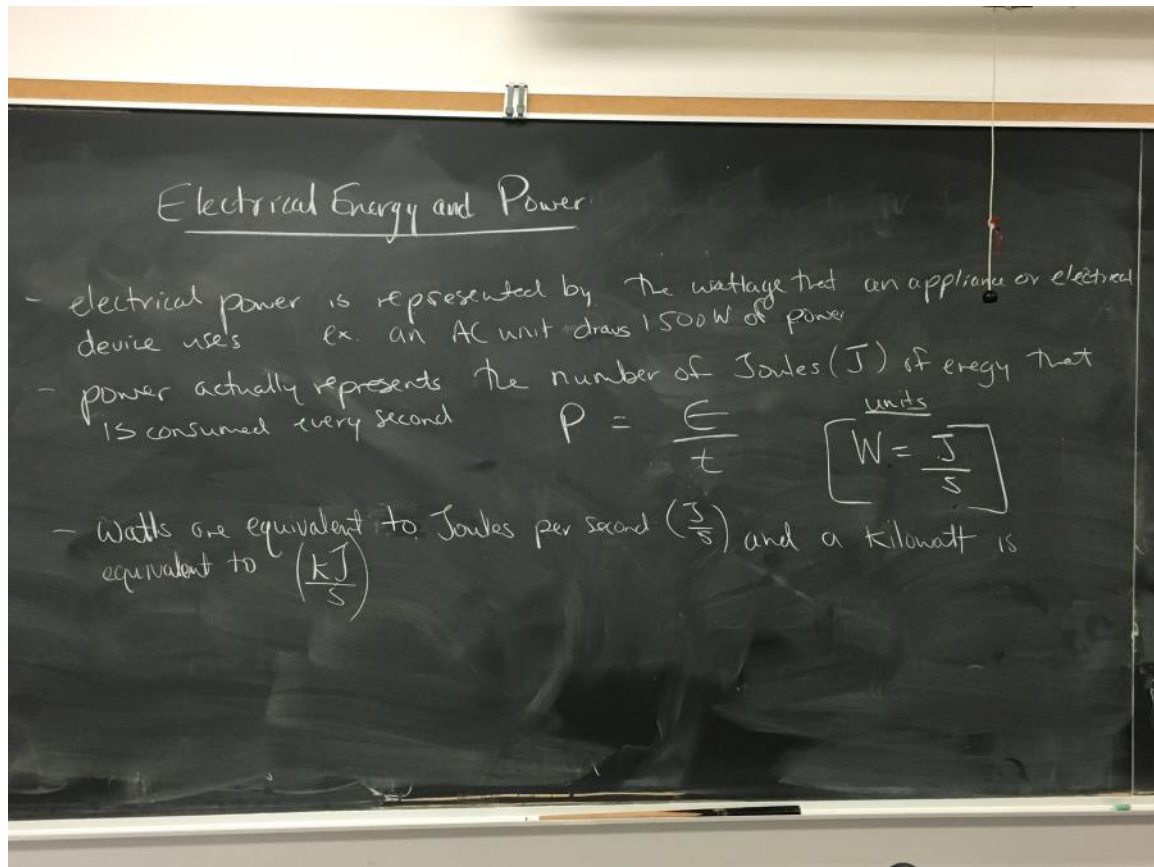 Electrical Energy and Power
- electrical power is represented by the wattage that an appliance or electrical
device uses ex. an AC unit draws 1500W of power
- power actually represents the number of Joules (J) of eregy that
is consumed every second P = E/t units [W = J/s]
- Watts are equivalent to Joules per second (J/s) and a kilowatt is
equivalent to (kJ/s)